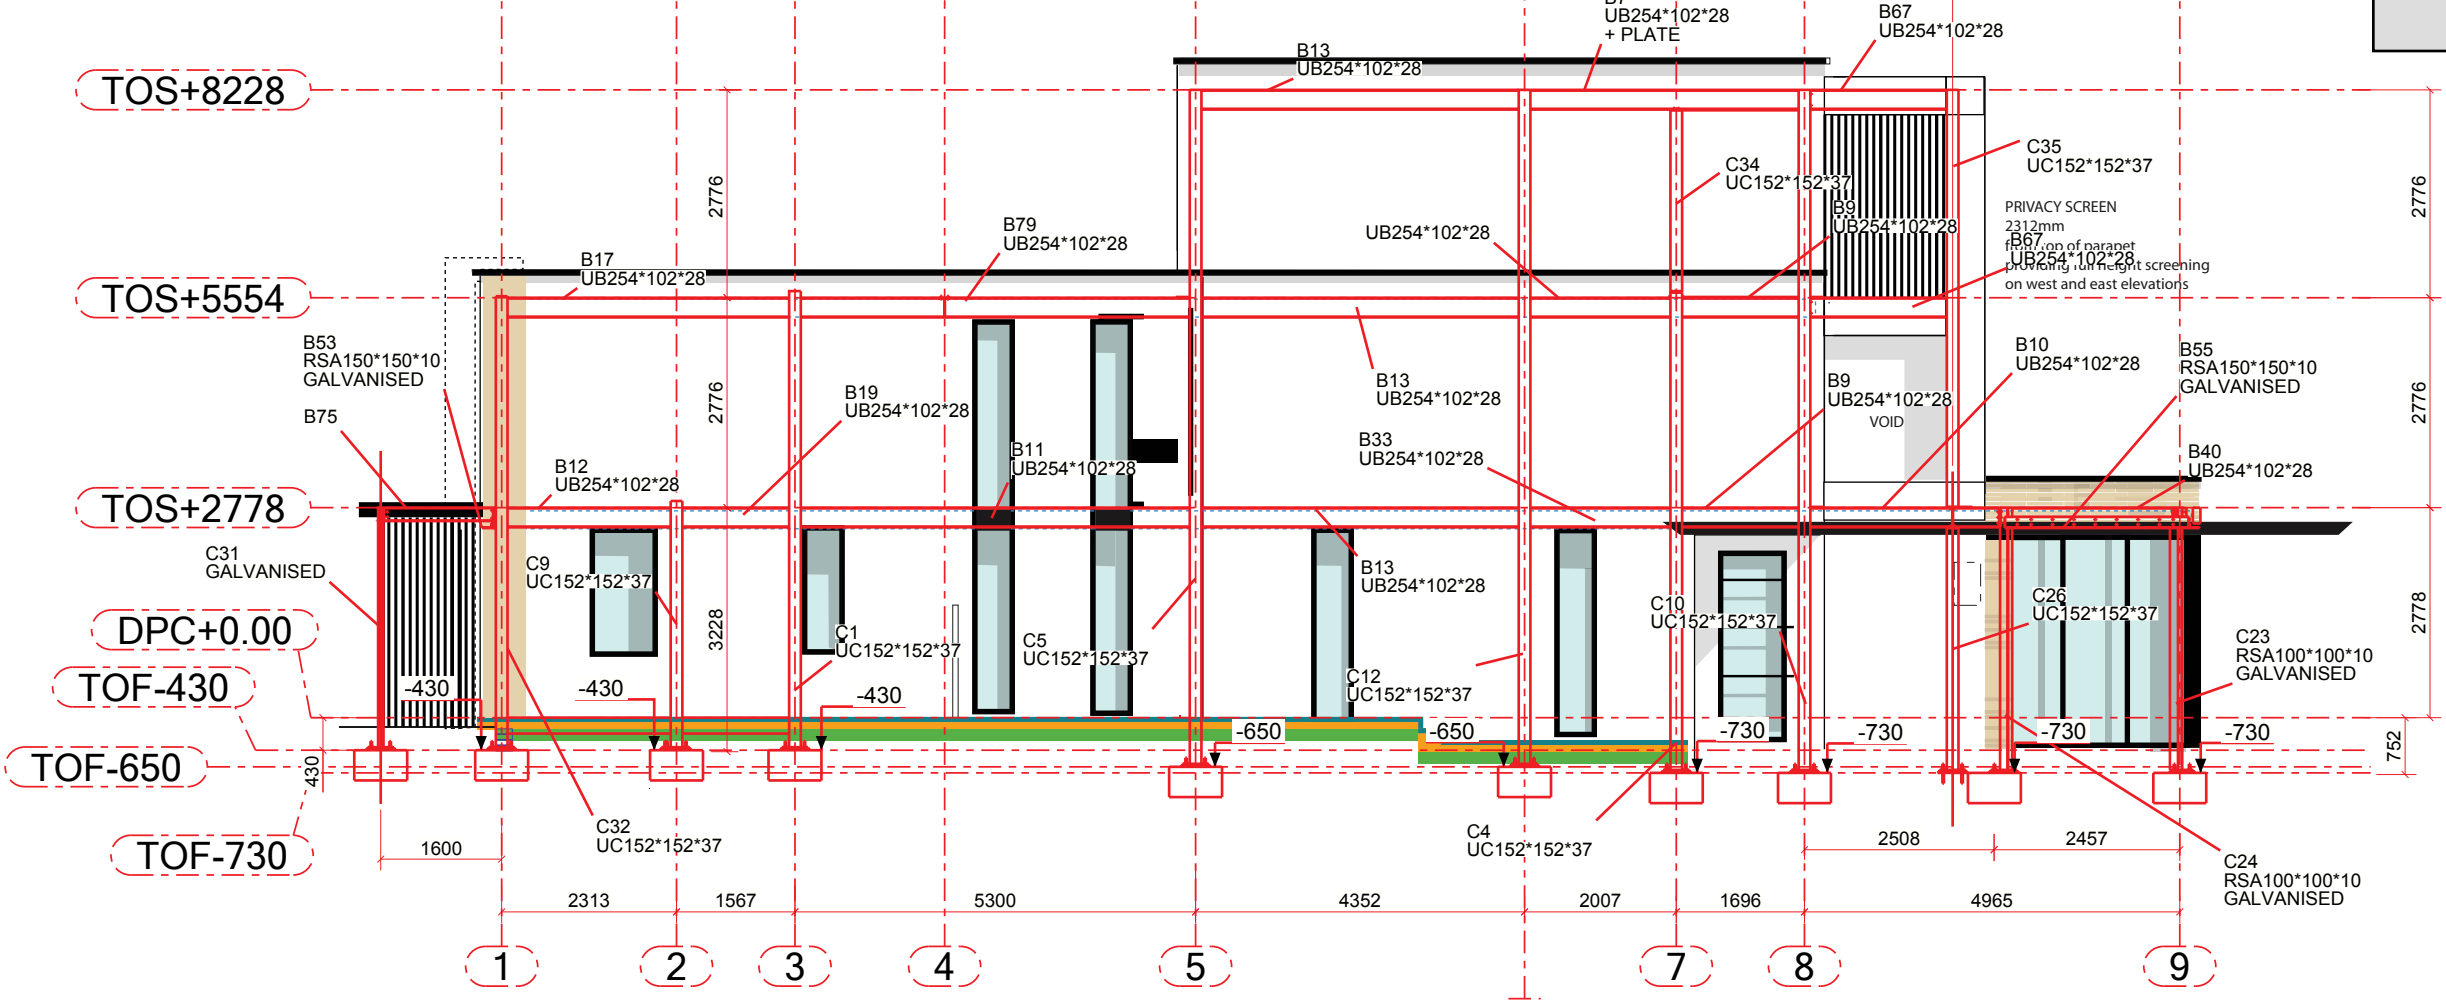 UB254*102*28
+ PLATE
B67
UB254*102*28
B13
UB254*102*28
TOS+8228
C34
UC152*152*37
C35
UC152*152*37
2776
2776
PRIVACY SCREEN
2312mm
from top of parapet
providing full height screening
on west and east elevations
B9
UB254*102*28
B67
UB254*102*28
B79
UB254*102*28
UB254*102*28
B17
UB254*102*28
TOS+5554
B53
RSA150*150*10
GALVANISED
B75
B19
UB254*102*28
2776
B13
UB254*102*28
B9
UB254*102*28
VOID
B10
UB254*102*28
B55
RSA150*150*10
GALVANISED
2776
B33
UB254*102*28
B11
UB254*102*28
B12
UB254*102*28
B40
UB254*102*28
TOS+2778
C31
GALVANISED
C9
UC152*152*37
B13
UB254*102*28
C10
UC152*152*37
C26
UC152*152*37
2778
DPC+0.00
3228
C1
UC152*152*37
C5
UC152*152*37
C12
UC152*152*37
C23
RSA100*100*10
GALVANISED
TOF-430
-430
-430
-430
-650
-650
-730
-730
-730
-730
752
TOF-650
430
C32
UC152*152*37
C4
UC152*152*37
TOF-730
1600
2508
2457
C24
RSA100*100*10
GALVANISED
2313
1567
5300
4352
2007
1696
4965
1
2
3
4
5
7
8
9